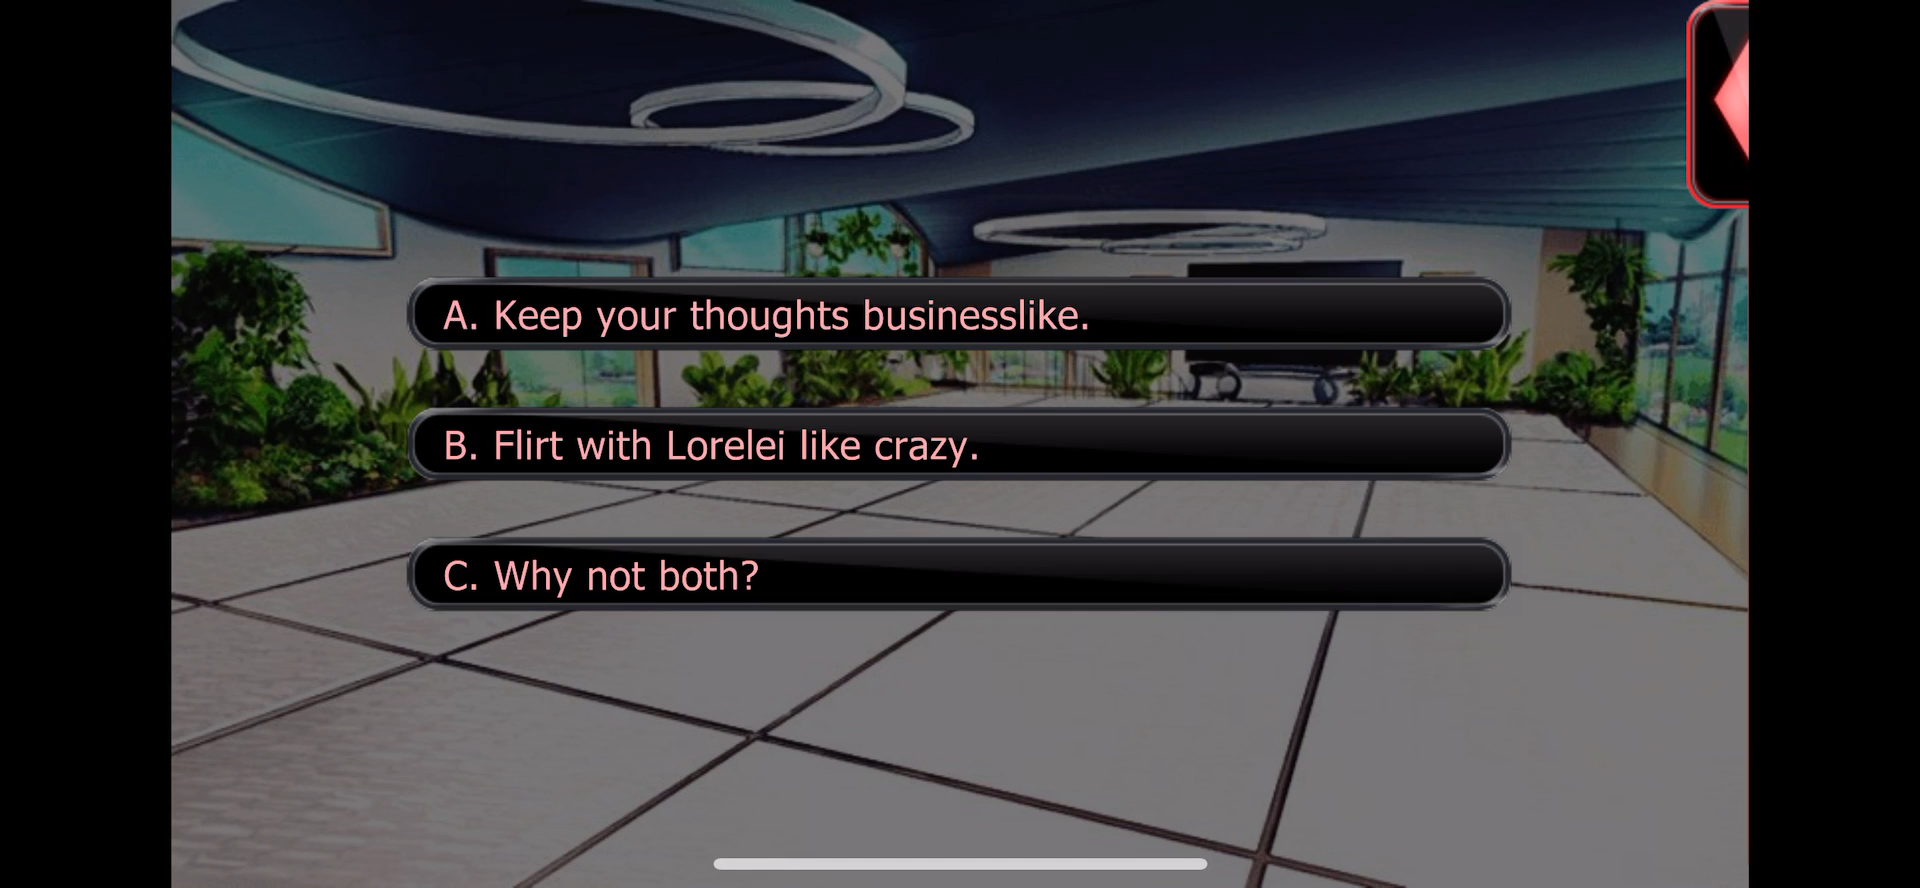 A. Keep your thoughts businesslike.
B. Flirt with Lorelei like crazy.
C. Why not both?